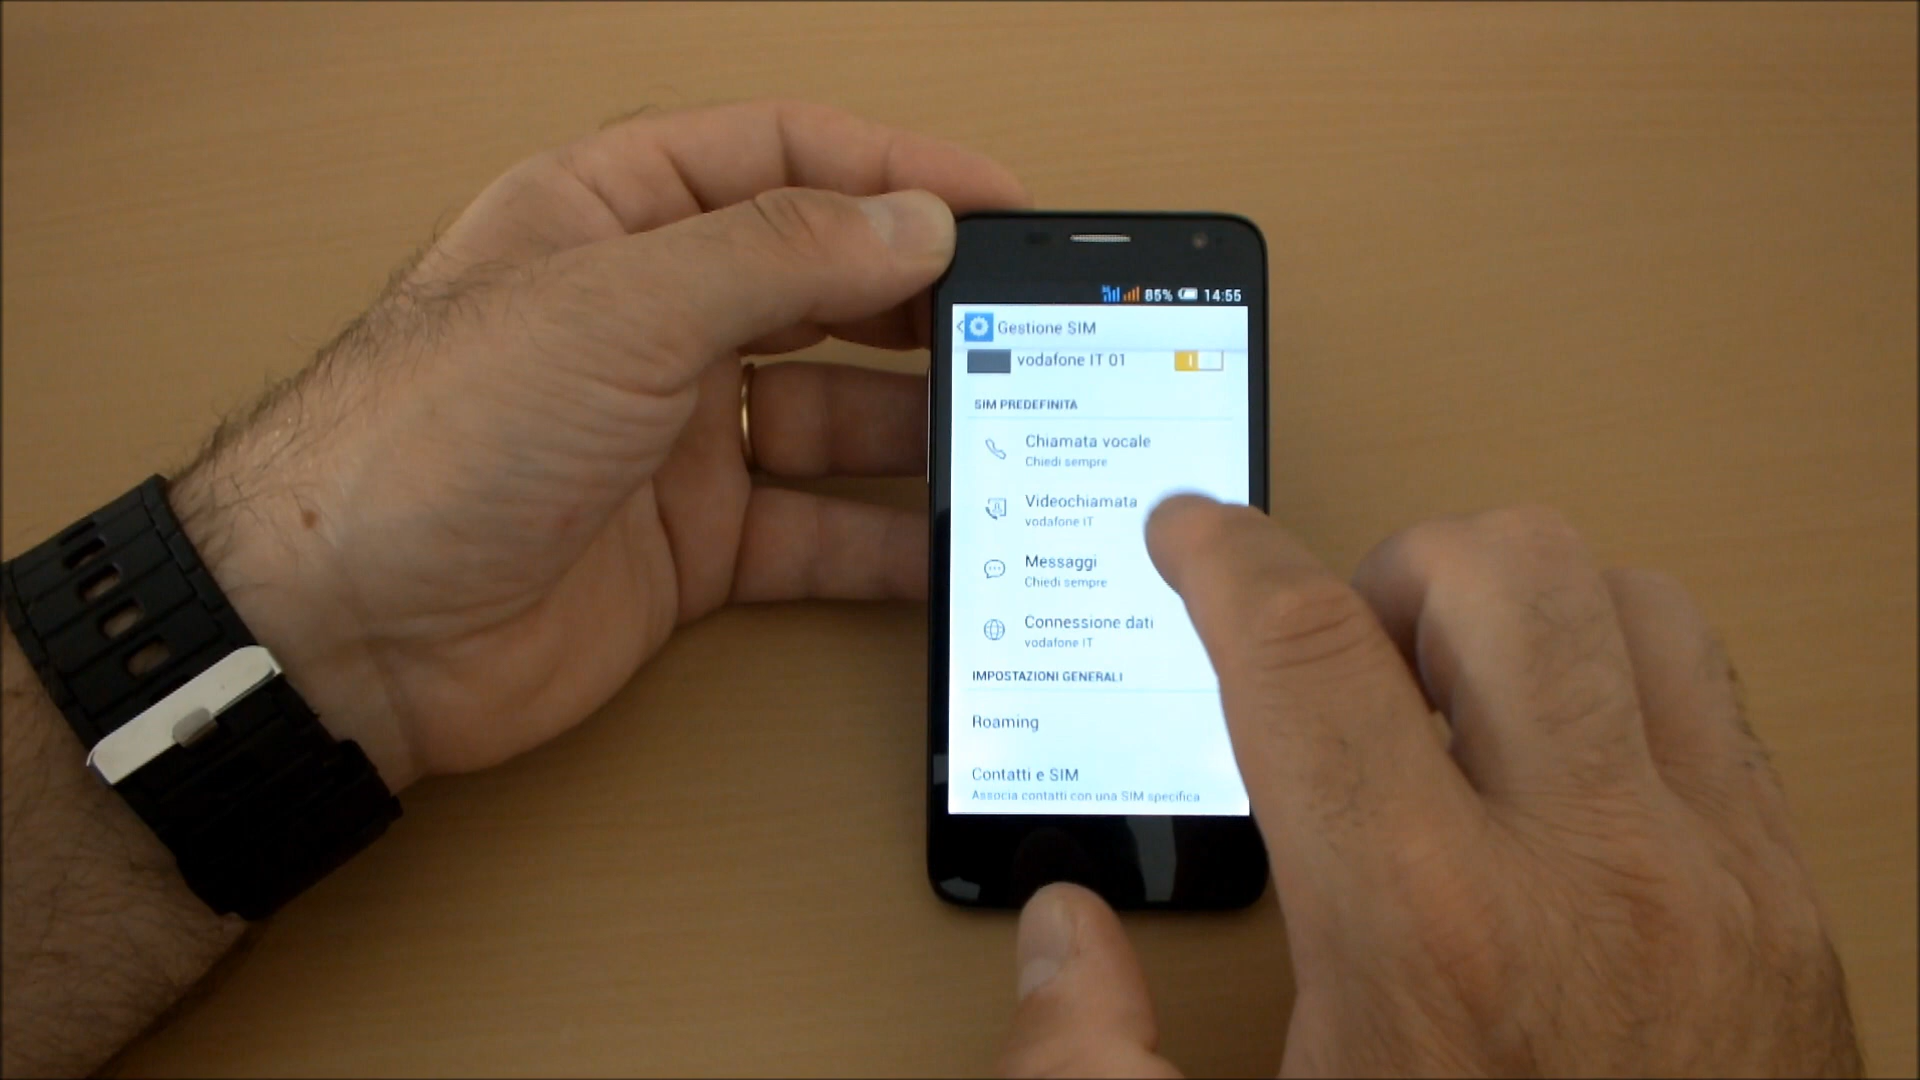 85% 14:55
Gestione SIM
vodafone IT 01
SIM PREDEFINITA
Chiamata vocale
Chiedi sempre
Videochiamata
vodafone IT
Messaggi
Chiedi sempre
Connessione dati
vodafone IT
IMPOSTAZIONI GENERALI
Roaming
Contatti e SIM
Associa contatti con una SIM specifica